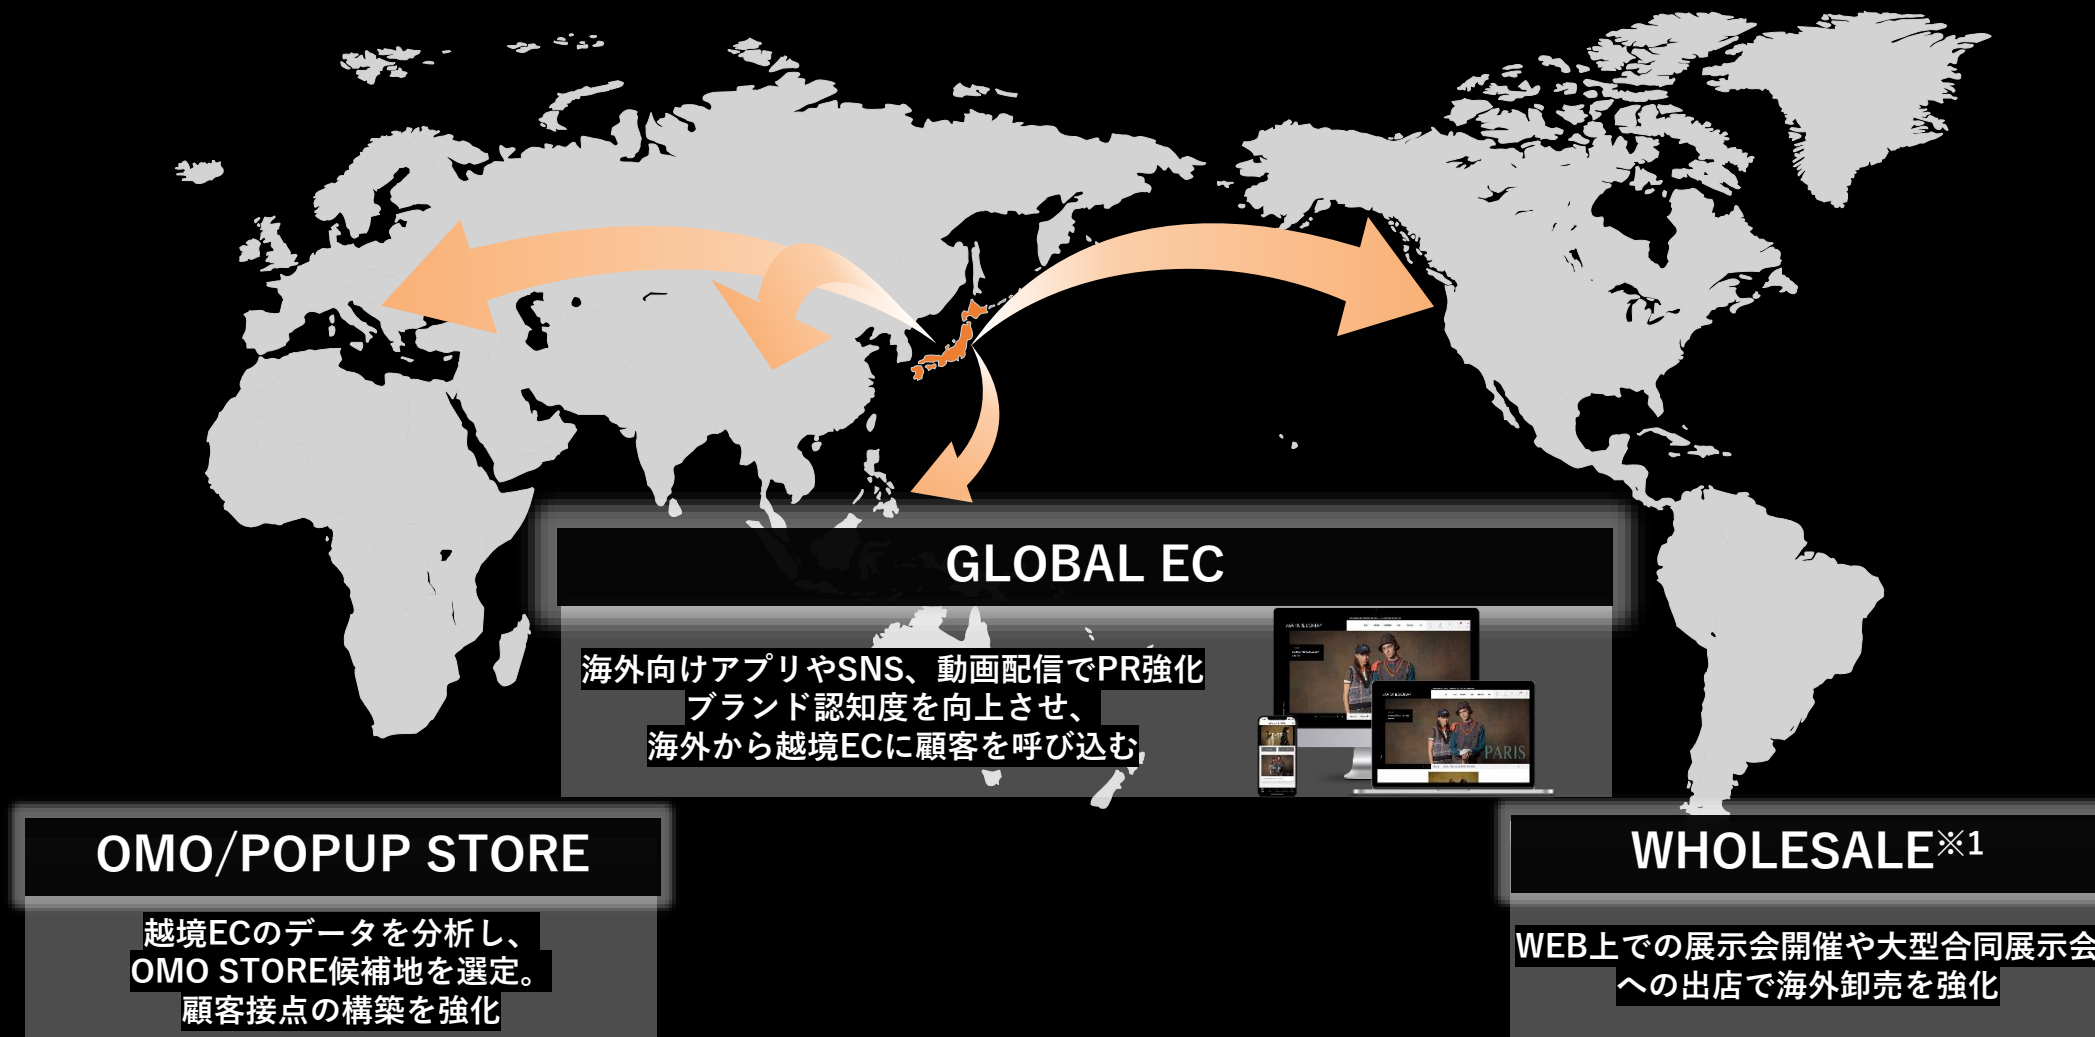 GLOBAL EC
海外向けアプリやSNS、動画配信でPR強化
ブランド認知度を向上させ、
海外から越境ECに顧客を呼び込む
PARIS
OMO/POPUP STORE
越境ECのデータを分析し、
OMO STORE候補地を選定。
顧客接点の構築を強化
WHOLESALE※1
WEB上での展示会開催や大型合同展示会
への出店で海外卸売を強化